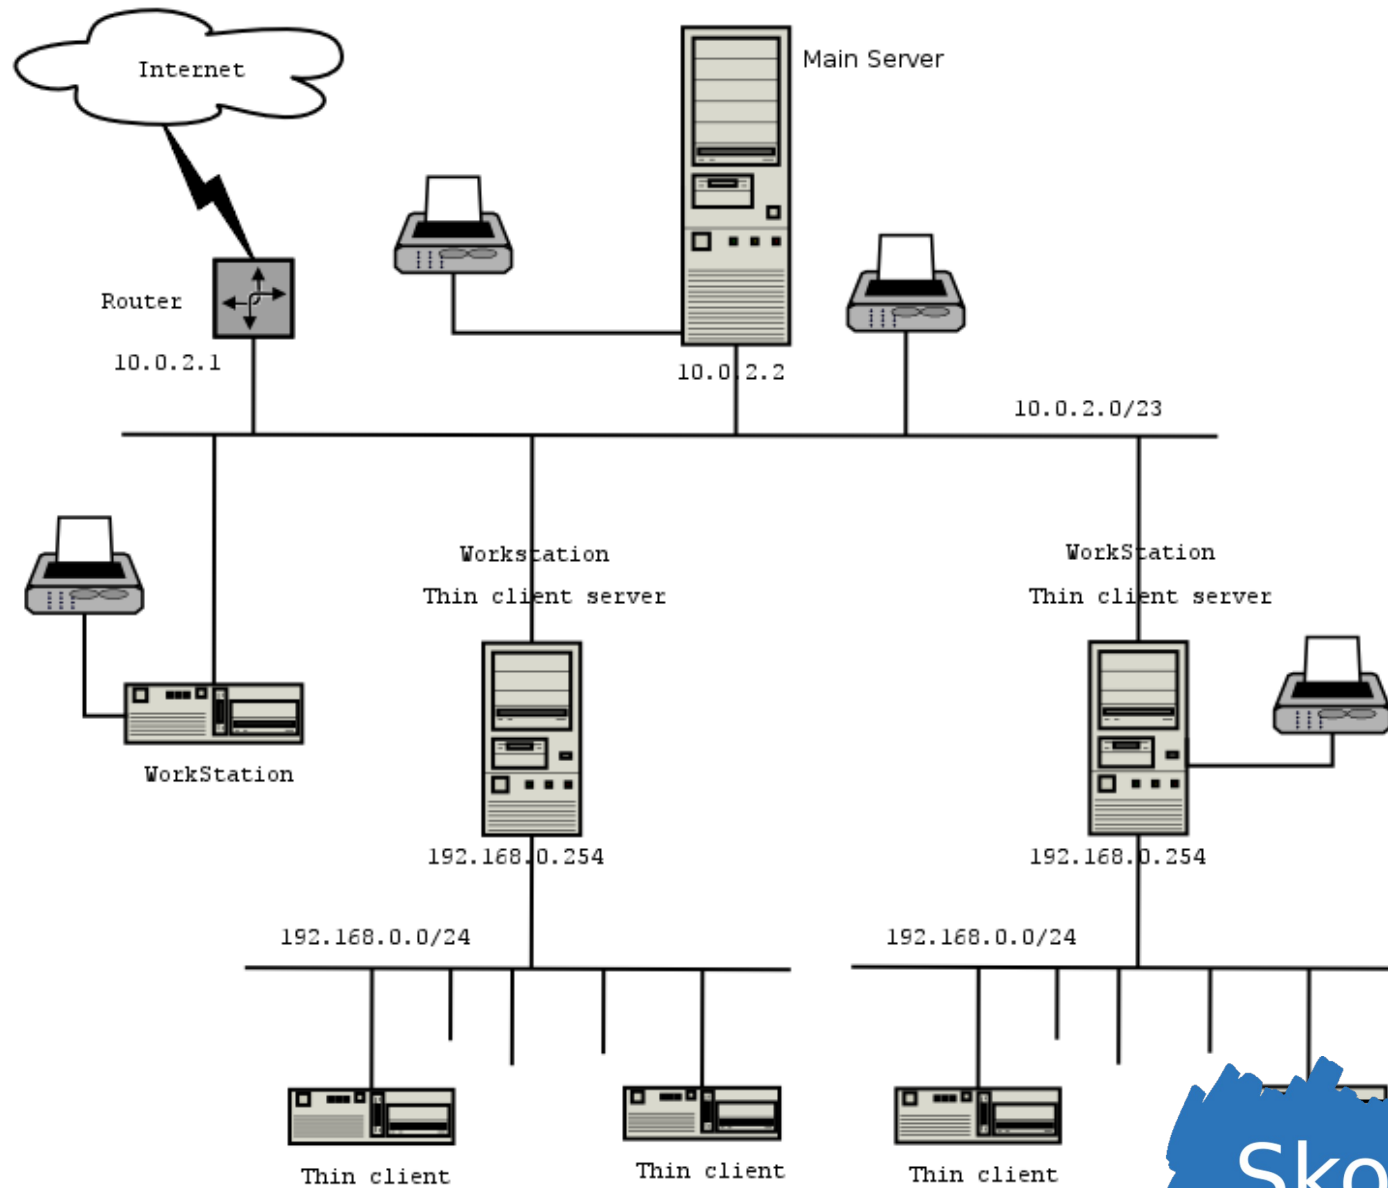 Internet
Main Server
Router
10.0.2.1
10.0.2.2
10.0.2.0/23
Workstation
Thin client server
WorkStation
Thin client server
WorkStation
192.168.0.254
192.168.0.254
192.168.0.0/24
192.168.0.0/24
Thin client
Thin client
Thin client